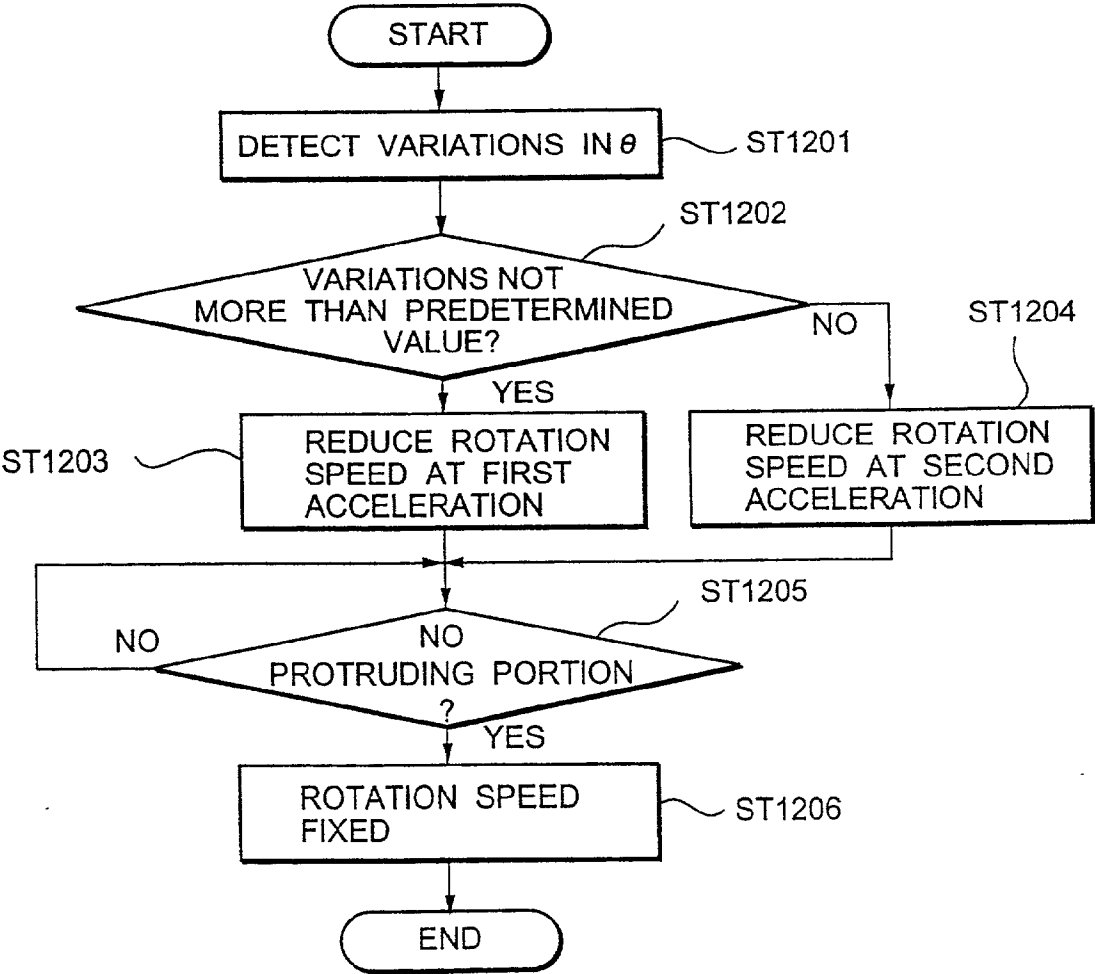 START
DETECT VARIATIONS IN θ
ST1201
ST1202
VARIATIONS NOT
MORE THAN PREDETERMINED
VALUE?
NO
ST1204
YES
ST1203
REDUCE ROTATION
SPEED AT FIRST
ACCELERATION
REDUCE ROTATION
SPEED AT SECOND
ACCELERATION
ST1205
NO
NO
PROTRUDING PORTION
?
YES
ROTATION SPEED
FIXED
ST1206
END